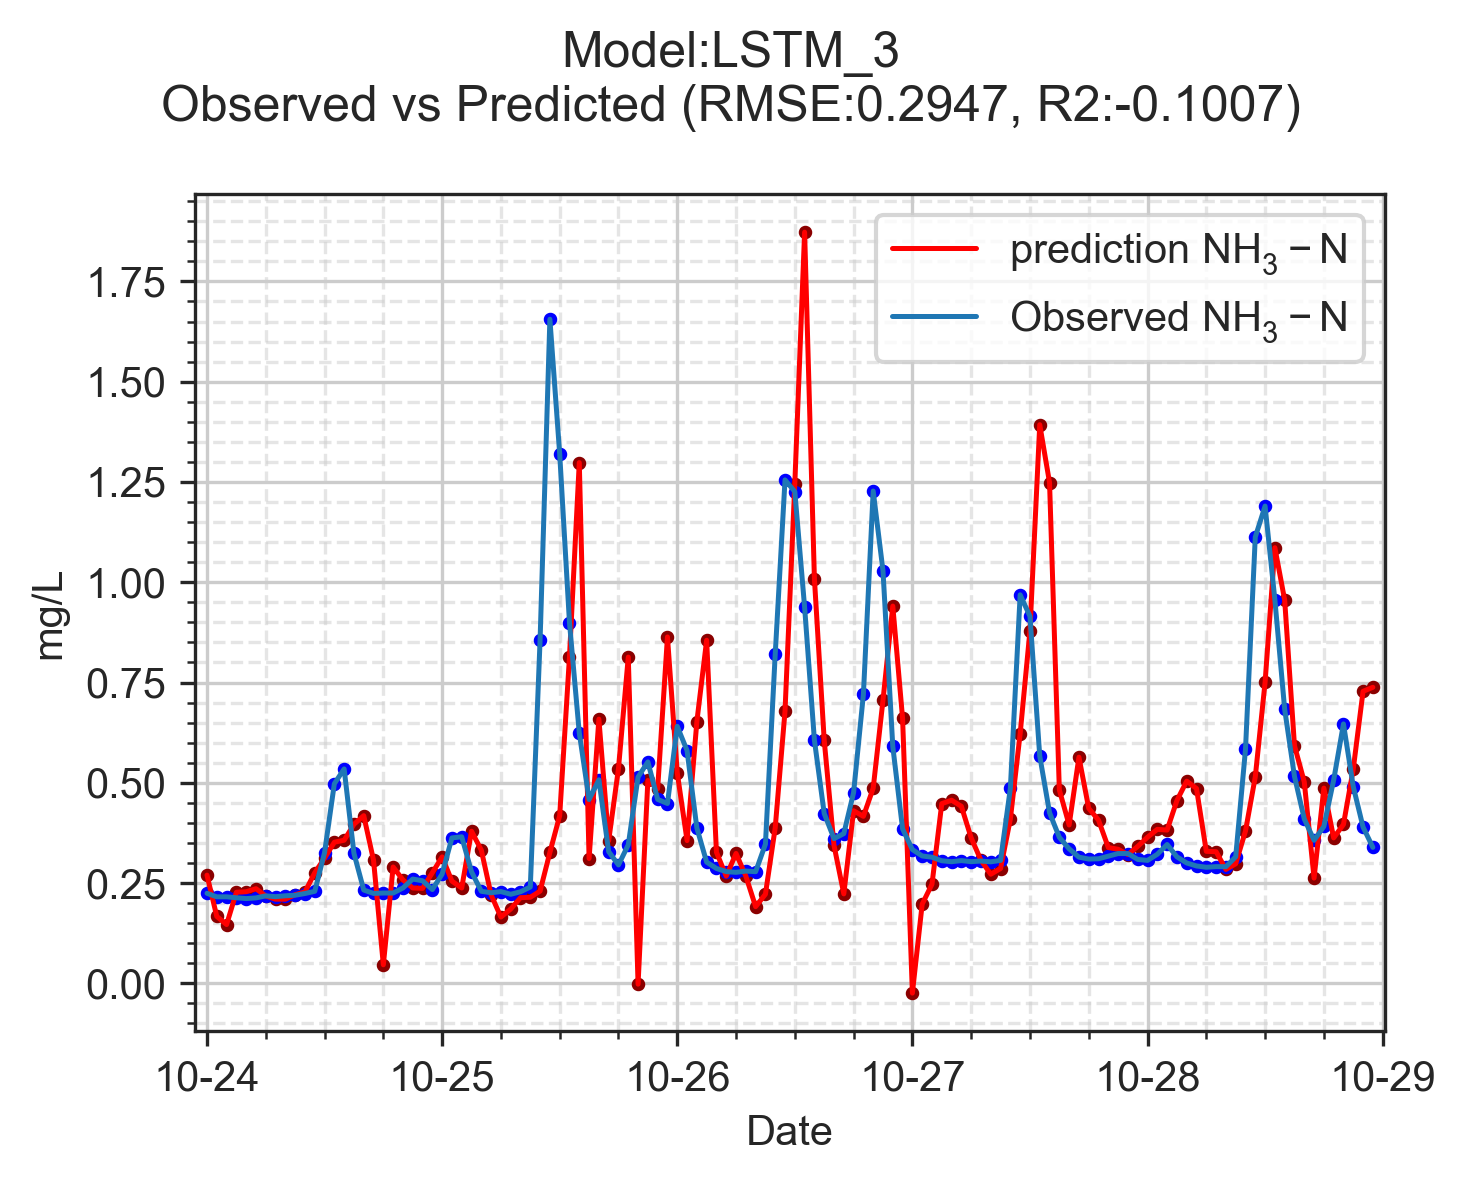 Model:LSTM_3
Observed vs Predicted (RMSE:0.2947, R2:-0.1007)
prediction NH₃ − N
Observed NH₃ − N
1.75
1.50
1.25
1.00
0.75
0.50
0.25
0.00
mg/L
10-24 10-25 10-26 10-27 10-28 10-29
Date